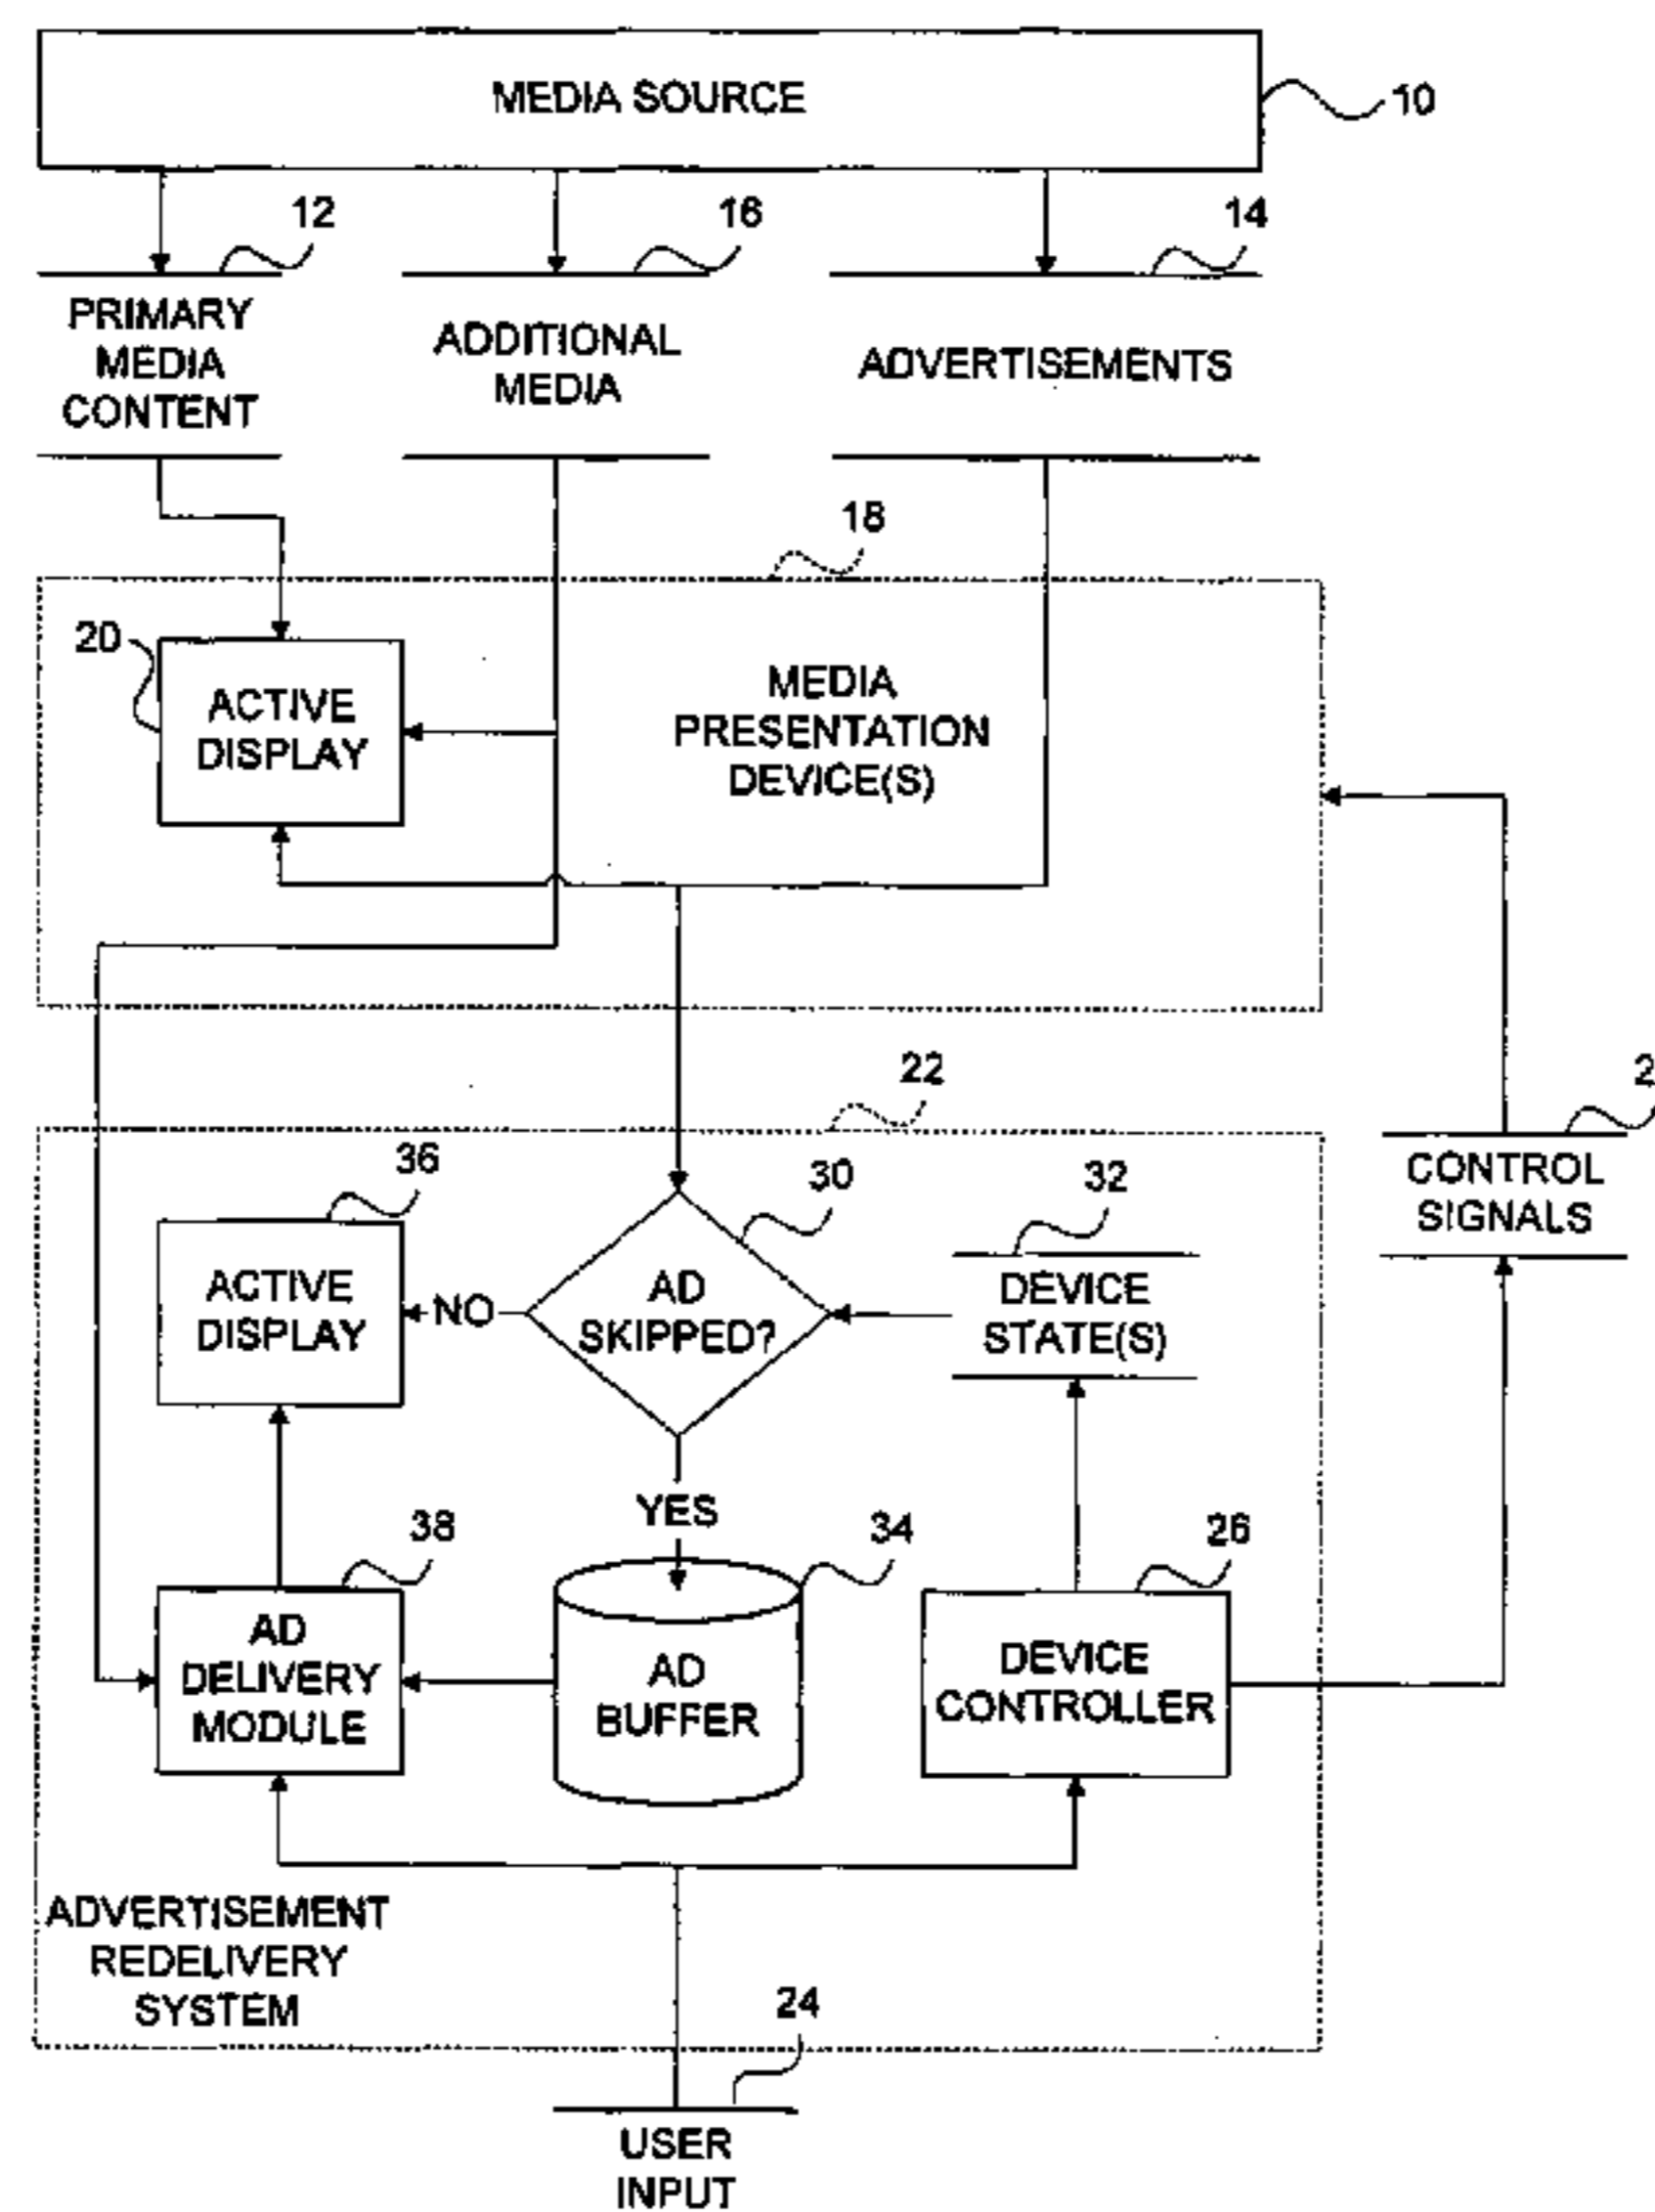 MEDIA SOURCE
10
12
16
14
PRIMARY
MEDIA
CONTENT
ADDITIONAL
MEDIA
ADVERTISEMENTS
18
20
ACTIVE
DISPLAY
MEDIA
PRESENTATION
DEVICE(S)
22
2
CONTROL
SIGNALS
36
30
32
ACTIVE
DISPLAY
NO
AD
SKIPPED?
DEVICE
STATE(S)
YES
38
34
26
AD
DELIVERY
MODULE
AD
BUFFER
DEVICE
CONTROLLER
ADVERTISEMENT
REDELIVERY
SYSTEM
24
USER
INPUT